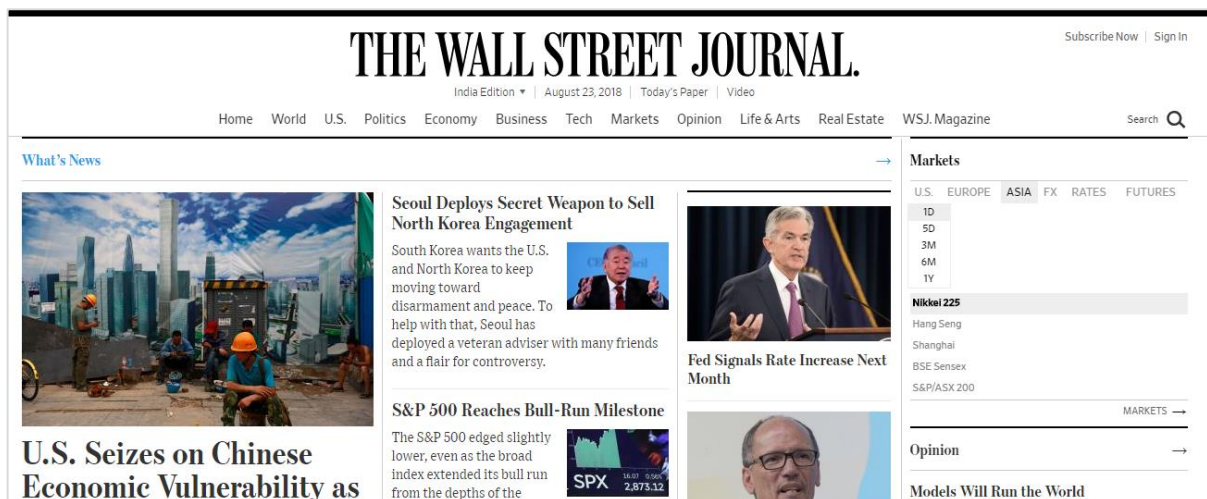 THE WALL STREET JOURNAL.
Subscribe Now | Sign In
India Edition ▾ | August 23, 2018 | Today's Paper | Video
Home World U.S. Politics Economy Business Tech Markets Opinion Life & Arts Real Estate WSJ. Magazine
Search
What's News →
U.S. Seizes on Chinese
Economic Vulnerability as
Seoul Deploys Secret Weapon to Sell
North Korea Engagement
South Korea wants the U.S.
and North Korea to keep
moving toward
disarmament and peace. To
help with that, Seoul has
deployed a veteran adviser with many friends
and a flair for controversy.
S&P 500 Reaches Bull-Run Milestone
The S&P 500 edged slightly
lower, even as the broad
index extended its bull run
from the depths of the
SPX
2,873.12
Fed Signals Rate Increase Next
Month
Markets
U.S. EUROPE ASIA FX RATES FUTURES
1D
5D
3M
6M
1Y
Nikkei 225
Hang Seng
Shanghai
BSE Sensex
S&P/ASX 200
MARKETS →
Opinion →
Models Will Run the World